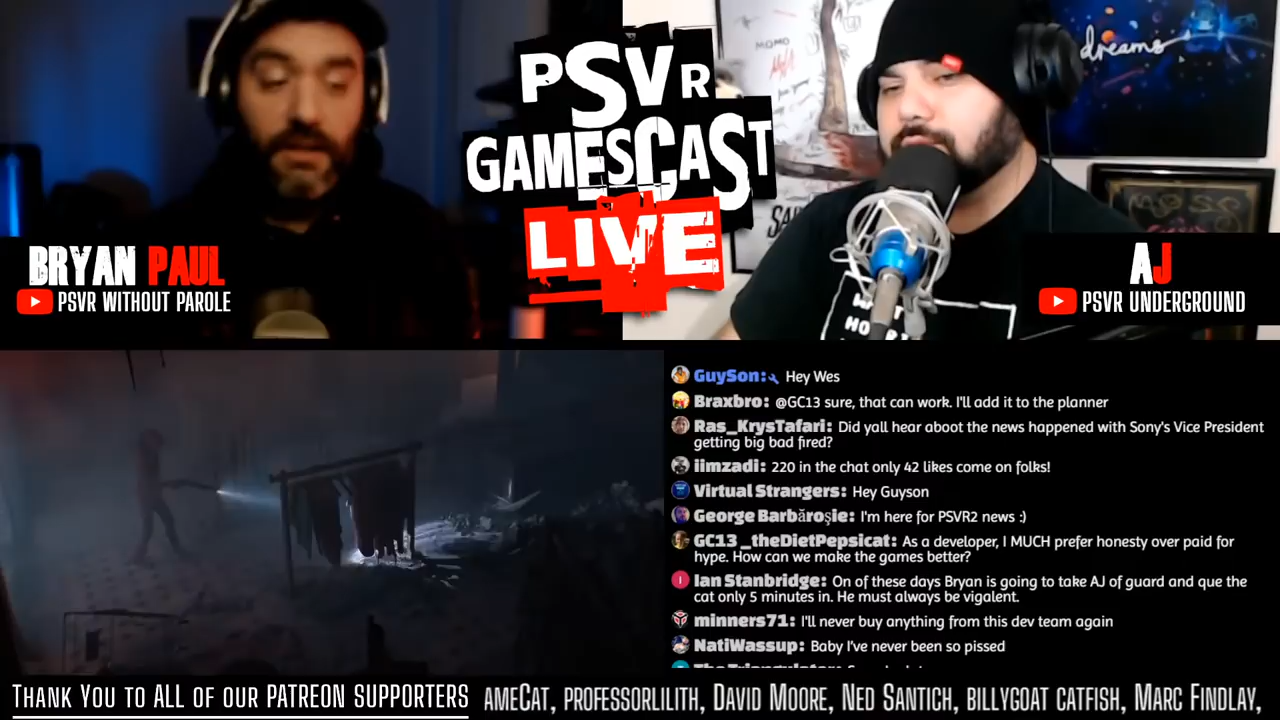 PSVR
GAMESCAST
LIVE
MOMO
dreams
BRYAN PAUL
PSVR WITHOUT PAROLE
AJ
PSVR UNDERGROUND
GuySon: Hey Wes
Braxbro: @GC13 sure, that can work. I'll add it to the planner
Ras_KrysTafari: Did yall hear aboot the news happened with Sony's Vice President
getting big bad fired?
iimzadi: 220 in the chat only 42 likes come on folks!
Virtual Strangers: Hey Guyson
George Barbăroşie: I'm here for PSVR2 news :)
GC13 _theDietPepsicat: As a developer, I MUCH prefer honesty over paid for
hype. How can we make the games better?
Ian Stanbridge: On of these days Bryan is going to take AJ of guard and que the
cat only 5 minutes in. He must always be vigalent.
minners71: I'll never buy anything from this dev team again
NatiWassup: Baby I've never been so pissed
THANK YOU TO ALL OF OUR PATREON SUPPORTERS ameCat, professorlilith, David Moore, Ned Santich, billygoat catfish, Marc Findlay,